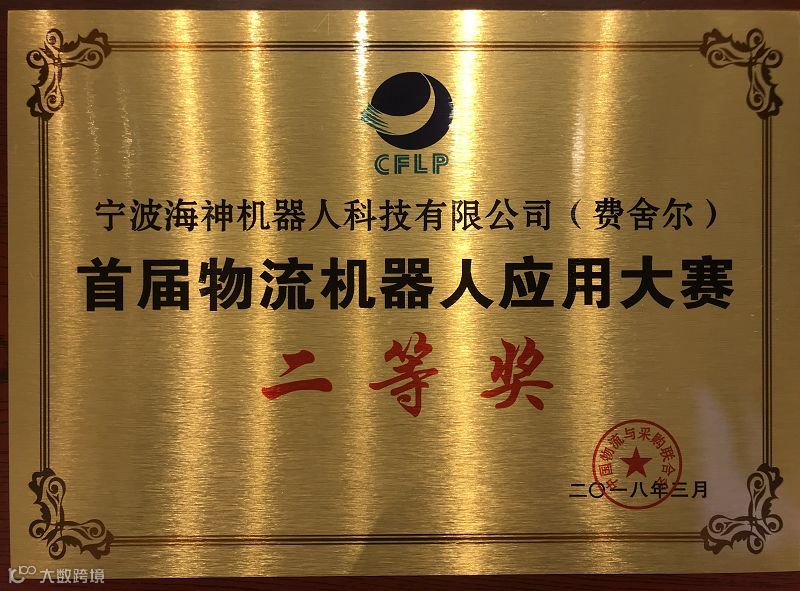 CFLP
宁波海神机器人科技有限公司（费舍尔）
首届物流机器人应用大赛
二等奖
中国物流与采购联合会
二〇一八年三月
大数跨境